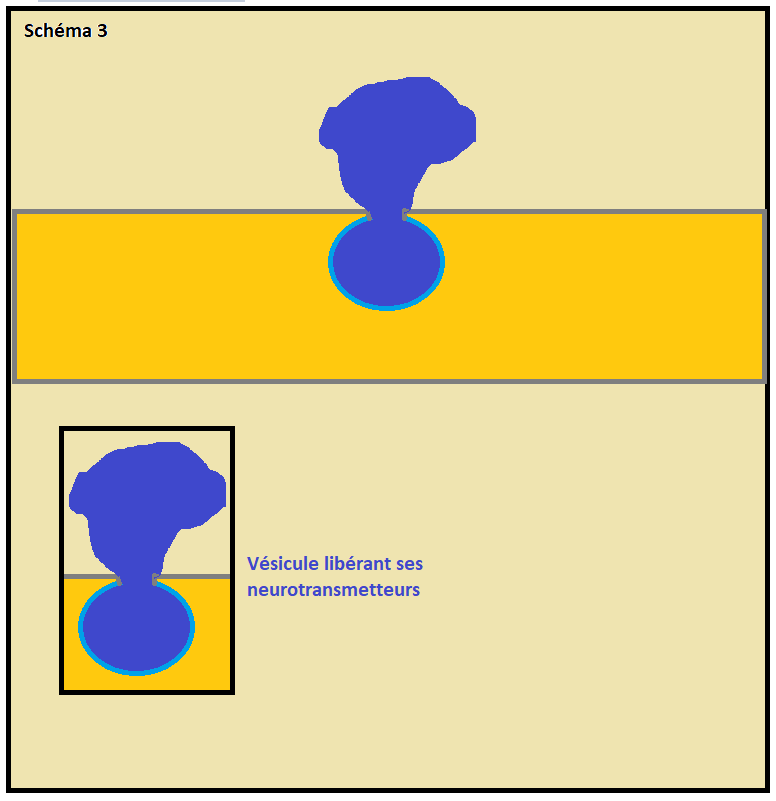 Schéma 3
Vésicule libérant ses
neurotransmetteurs